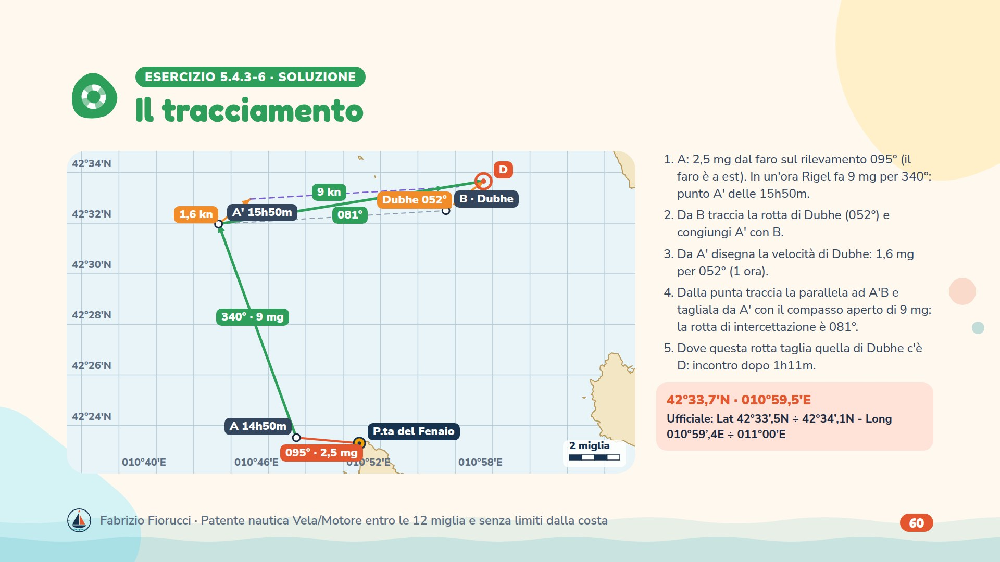 ESERCIZIO 5.4.3-6 · SOLUZIONE
Il tracciamento
42°34'N
42°32'N
42°30'N
42°28'N
42°26'N
42°24'N
010°40'E
010°46'E
010°52'E
010°58'E
D
9 kn
Dubhe 052°
B · Dubhe
1,6 kn
A' 15h50m
081°
340° · 9 mg
A 14h50m
P.ta del Fenaio
095° · 2,5 mg
2 miglia
1. A: 2,5 mg dal faro sul rilevamento 095° (il
faro è a est). In un'ora Rigel fa 9 mg per 340°:
punto A' delle 15h50m.
2. Da B traccia la rotta di Dubhe (052°) e
congiungi A' con B.
3. Da A' disegna la velocità di Dubhe: 1,6 mg
per 052° (1 ora).
4. Dalla punta traccia la parallela ad A'B e
tagliala da A' con il compasso aperto di 9 mg:
la rotta di intercettazione è 081°.
5. Dove questa rotta taglia quella di Dubhe c'è
D: incontro dopo 1h11m.
42°33,7'N · 010°59,5'E
Ufficiale: Lat 42°33’,5N ÷ 42°34’,1N - Long
010°59’,4E ÷ 011°00’E
Fabrizio Fiorucci · Patente nautica Vela/Motore entro le 12 miglia e senza limiti dalla costa
60